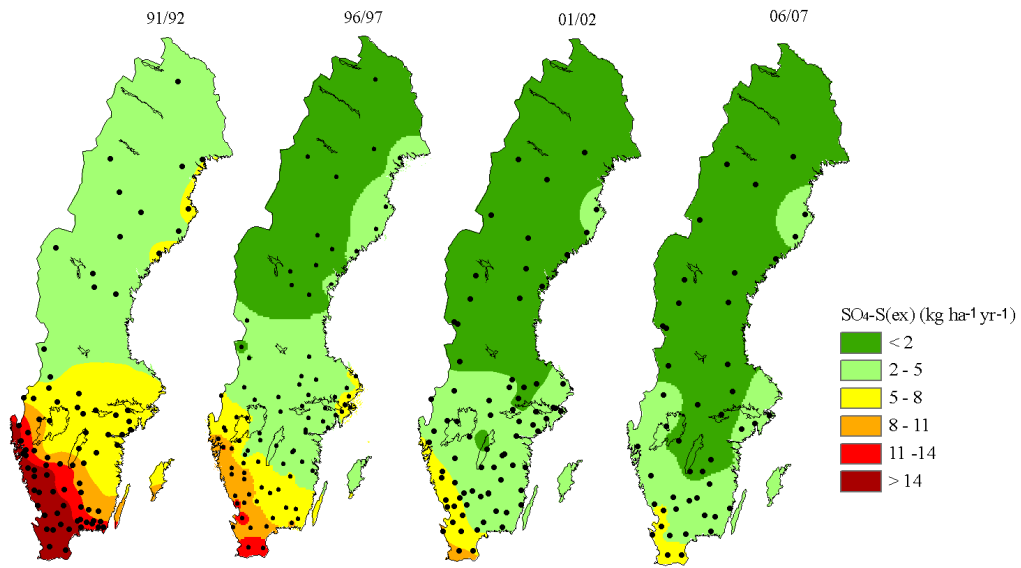 91/92
96/97
01/02
06/07
SO4-S(ex) (kg ha-1 yr-1)
< 2
2 - 5
5 - 8
8 - 11
11 -14
> 14